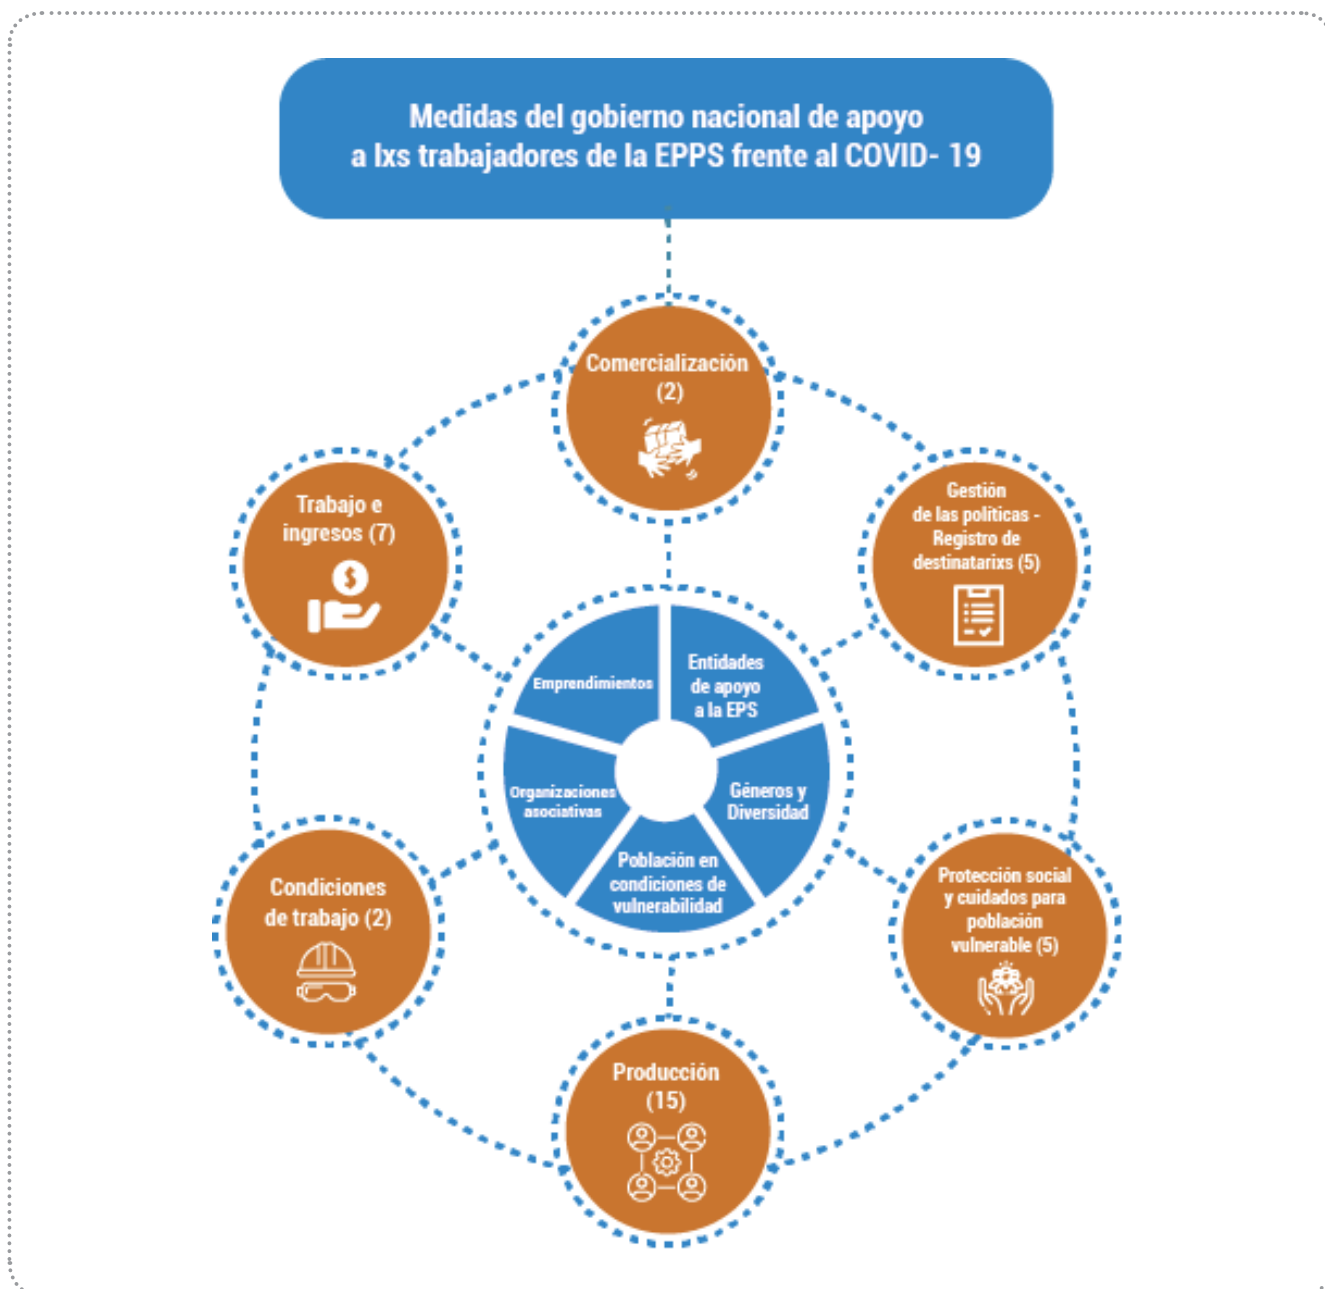 Medidas del gobierno nacional de apoyo
a lxs trabajadores de la EPPS frente al COVID- 19
Comercialización
(2)
Trabajo e
ingresos (7)
Gestión
de las políticas -
Registro de
destinatarixs (5)
Emprendimientos
Entidades
de apoyo
a la EPS
Organizaciones
asociativas
Géneros y
Diversidad
Población en
condiciones de
vulnerabilidad
Condiciones
de trabajo (2)
Protección social
y cuidados para
población
vulnerable (5)
Producción
(15)